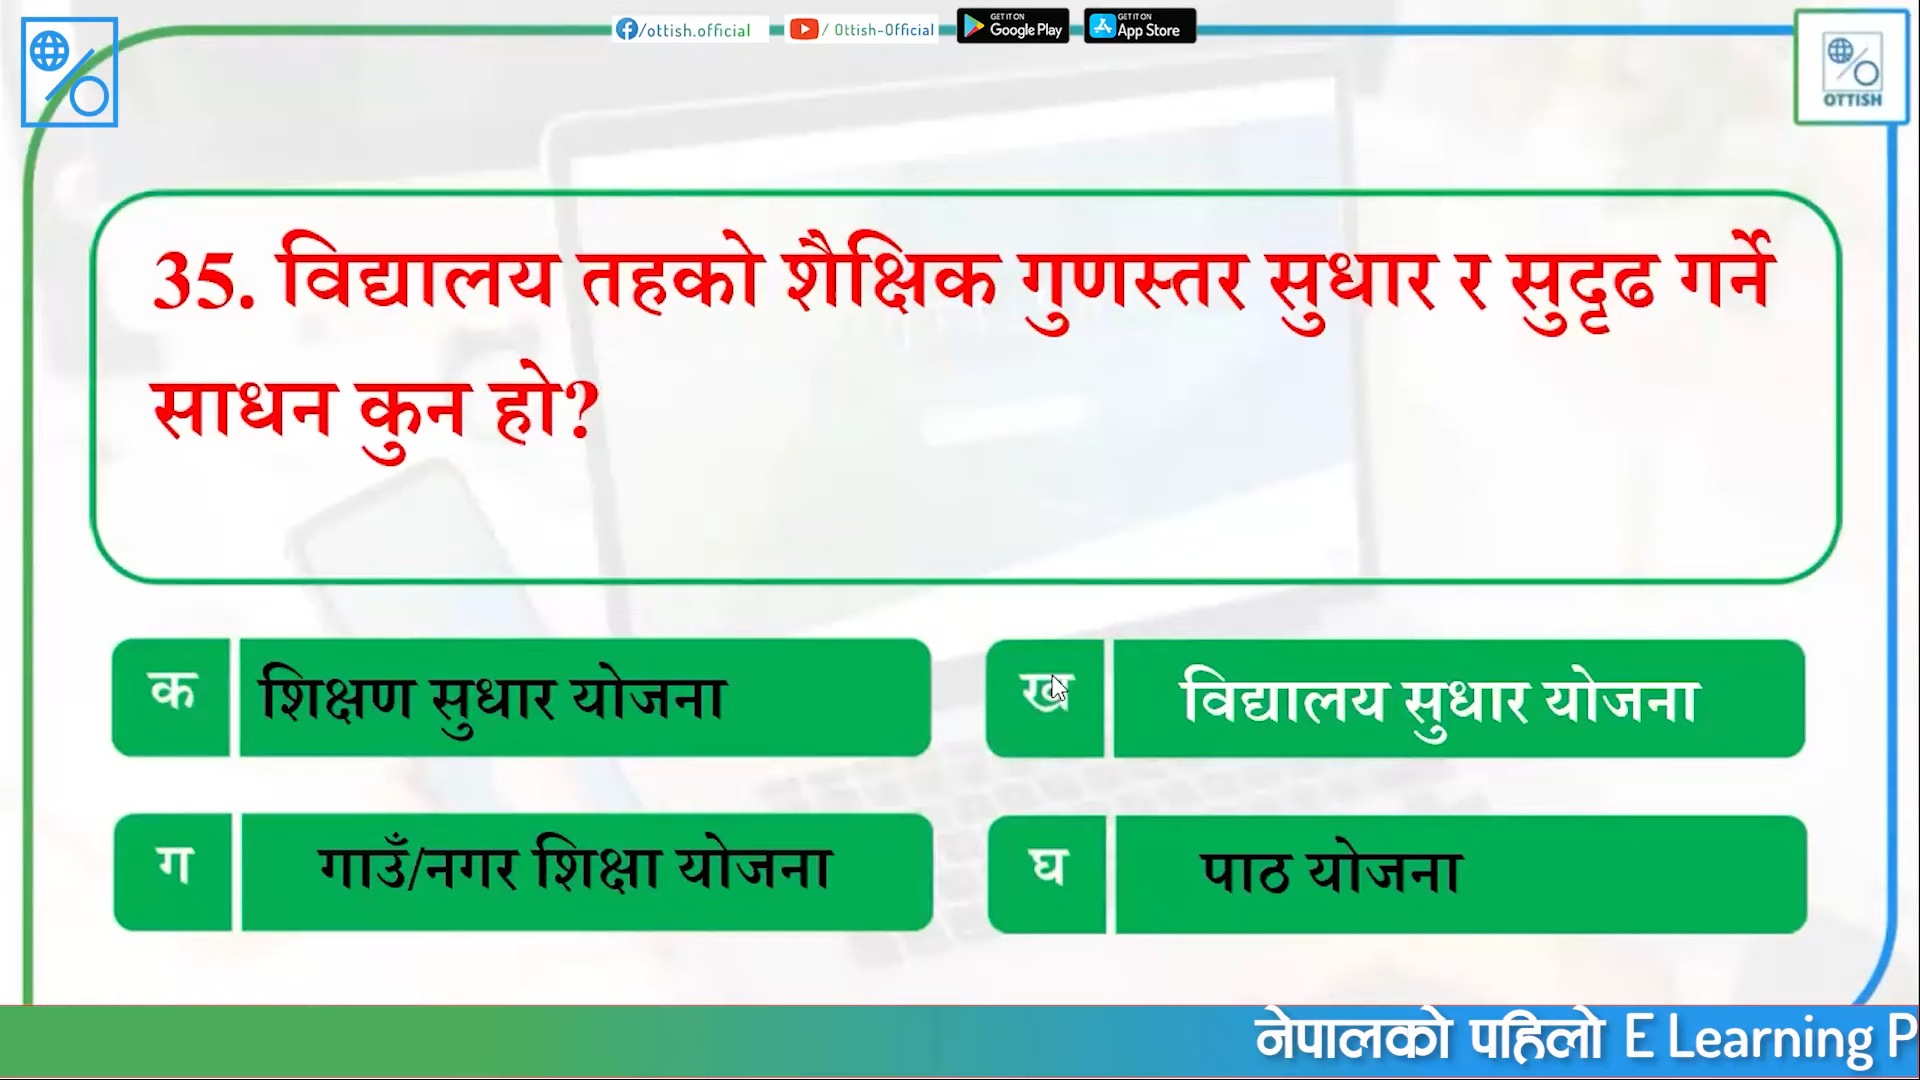 /ottish.official
/ Ottish-Official
GET IT ON
Google Play
GET IT ON
App Store
OTTISH
35. विद्यालय तहको शैक्षिक गुणस्तर सुधार र सुदृढ गर्ने
साधन कुन हो?
क शिक्षण सुधार योजना
ख विद्यालय सुधार योजना
ग गाउँ/नगर शिक्षा योजना
घ पाठ योजना
नेपालको पहिलो E Learning P